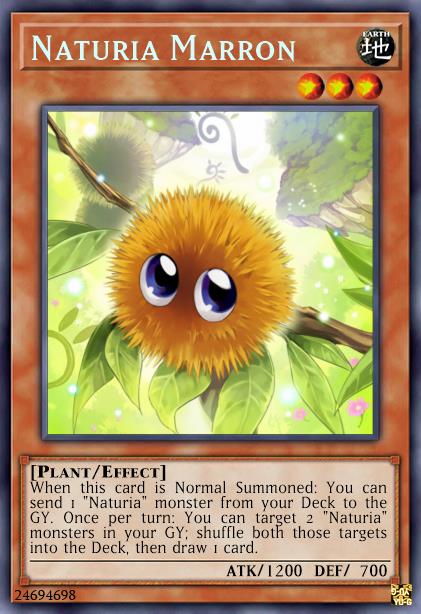 NATURIA MARRON
EARTH
地
[PLANT/EFFECT]
When this card is Normal Summoned: You can
send 1 "Naturia" monster from your Deck to the
GY. Once per turn: You can target 2 "Naturia"
monsters in your GY; shuffle both those targets
into the Deck, then draw 1 card.
ATK/1200 DEF/ 700
24694698